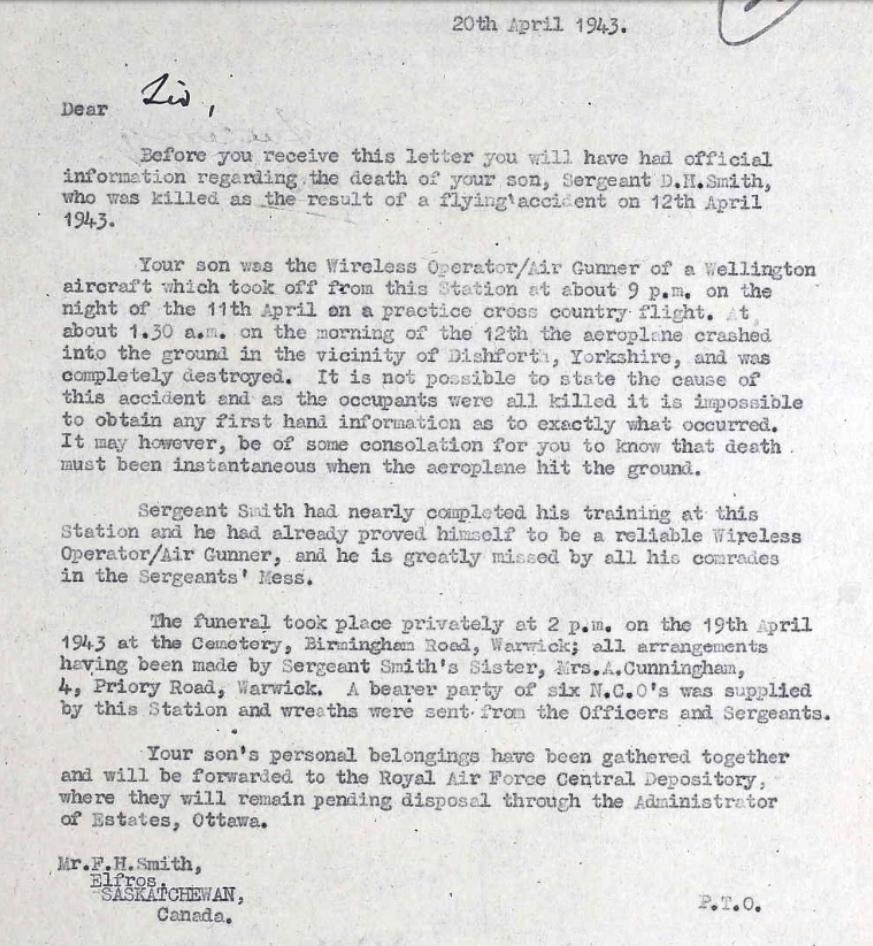 20th April 1943.
Dear Sir,
Before you receive this letter you will have had official
information regarding the death of your son, Sergeant D.H.Smith,
who was killed as the result of a flying accident on 12th April
1943.
Your son was the Wireless Operator/Air Gunner of a Wellington
aircraft which took off from this Station at about 9 p.m. on the
night of the 11th April on a practice cross country flight. At
about 1.30 a.m. on the morning of the 12th the aeroplane crashed
into the ground in the vicinity of Dishforth, Yorkshire, and was
completely destroyed. It is not possible to state the cause of
this accident and as the occupants were all killed it is impossible
to obtain any first hand information as to exactly what occurred.
It may however, be of some consolation for you to know that death
must been instantaneous when the aeroplane hit the ground.
Sergeant Smith had nearly completed his training at this
Station and he had already proved himself to be a reliable Wireless
Operator/Air Gunner, and he is greatly missed by all his comrades
in the Sergeants' Mess.
The funeral took place privately at 2 p.m. on the 19th April
1943 at the Cemetery, Birmingham Road, Warwick; all arrangements
having been made by Sergeant Smith's Sister, Mrs.A.Cunningham,
4, Priory Road, Warwick. A bearer party of six N.C.O's was supplied
by this Station and wreaths were sent from the Officers and Sergeants.
Your son's personal belongings have been gathered together
and will be forwarded to the Royal Air Force Central Depository,
where they will remain pending disposal through the Administrator
of Estates, Ottawa.
Mr.F.H.Smith,
Elfros,
SASKATCHEWAN,
Canada.
P.T.O.